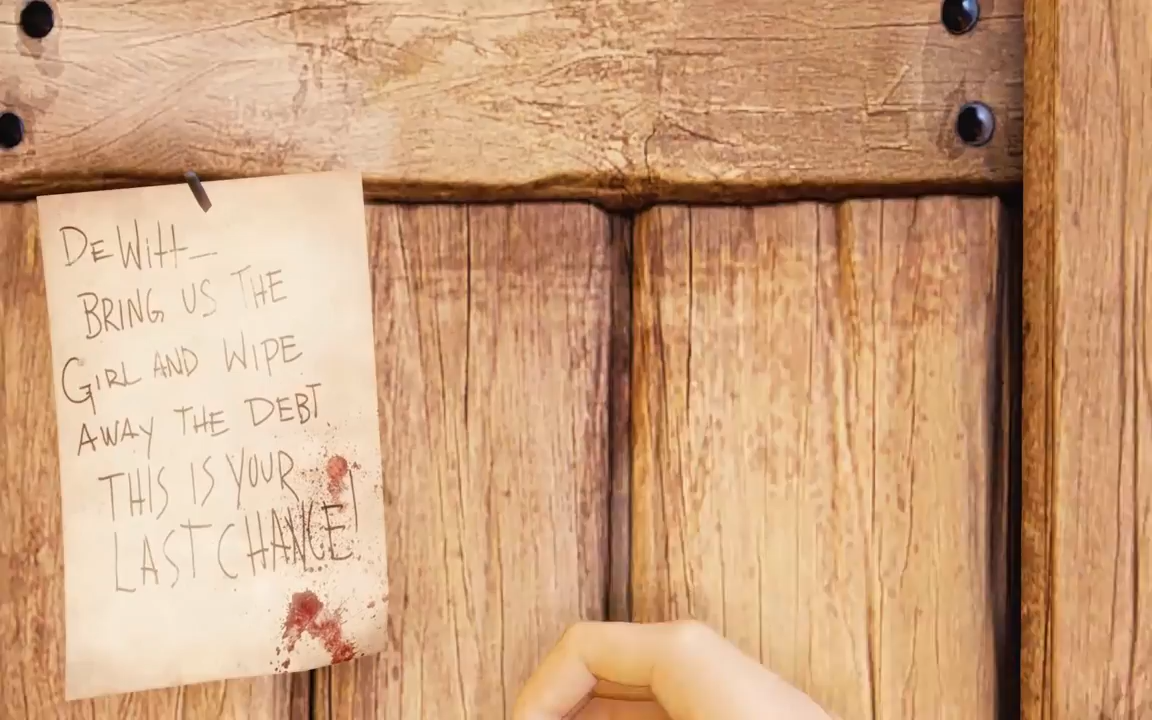 DeWitt—
BRING US THE
GIRL AND WIPE
AWAY THE DEBT.
THIS IS YOUR
LAST CHANCE!